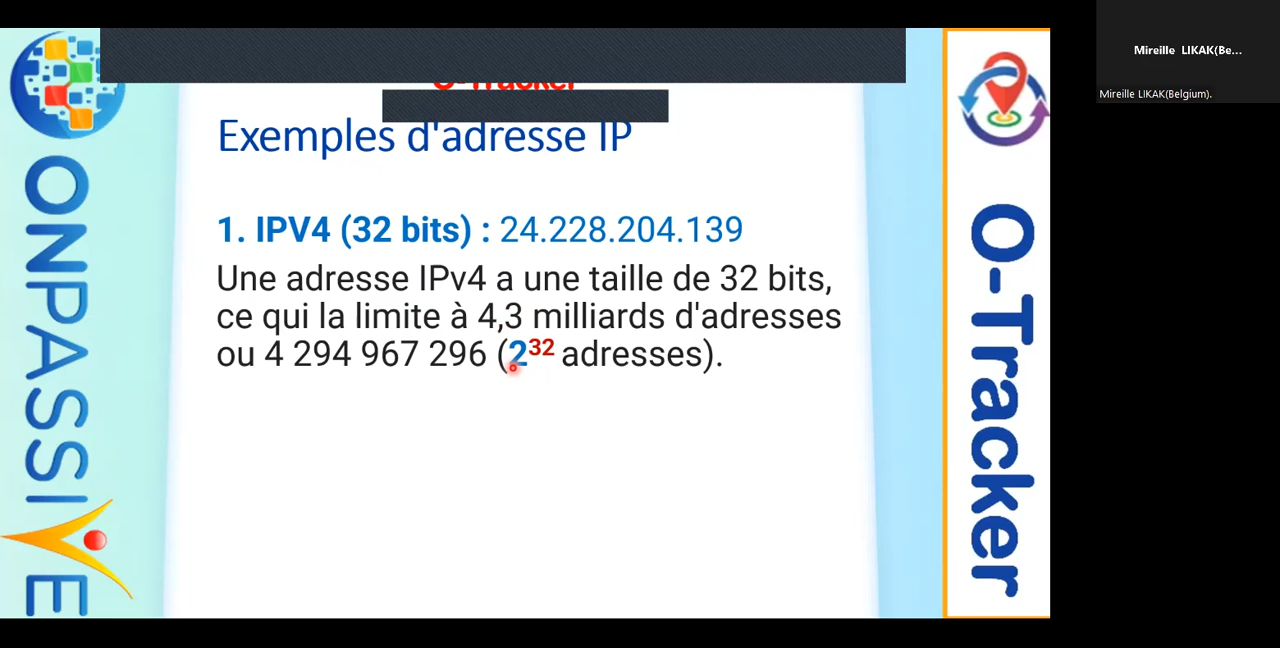 Mireille LIKAK(Be...
Mireille LIKAK(Belgium).
O-Tracker
Exemples d'adresse IP
1. IPV4 (32 bits) : 24.228.204.139
Une adresse IPv4 a une taille de 32 bits,
ce qui la limite à 4,3 milliards d'adresses
ou 4 294 967 296 (2³² adresses).
ONPASSIVE
O-Tracker